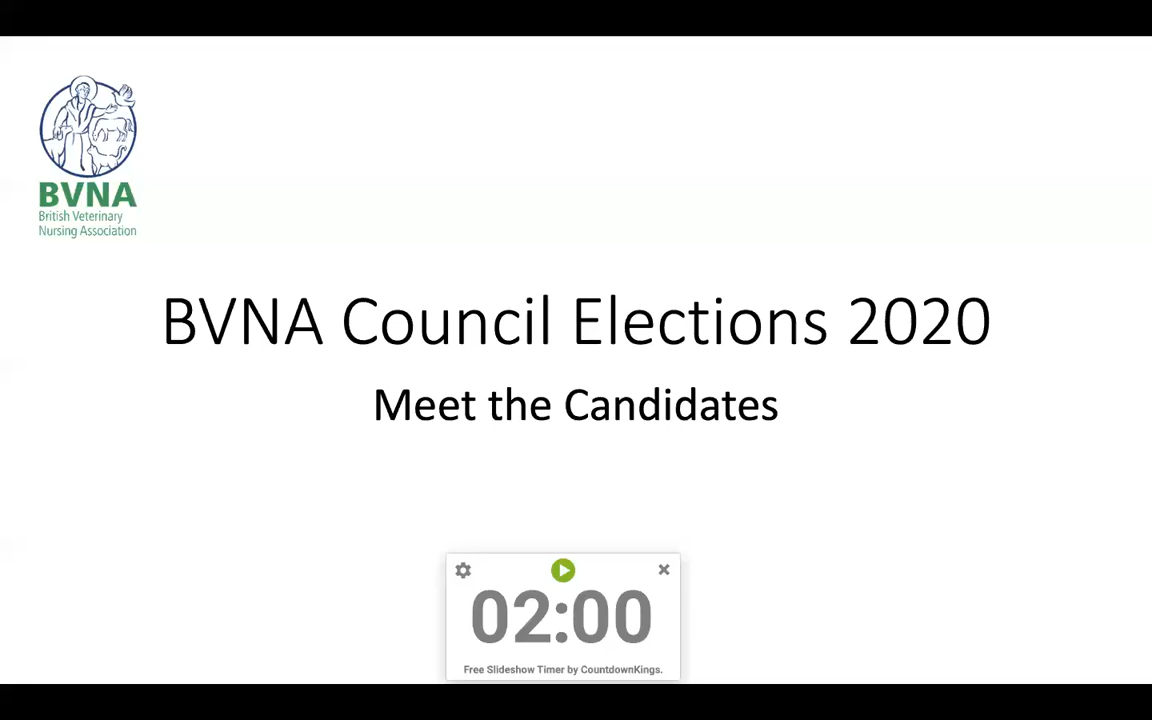 BVNA
British Veterinary
Nursing Association
BVNA Council Elections 2020
Meet the Candidates
02:00
Free Slideshow Timer by CountdownKings.